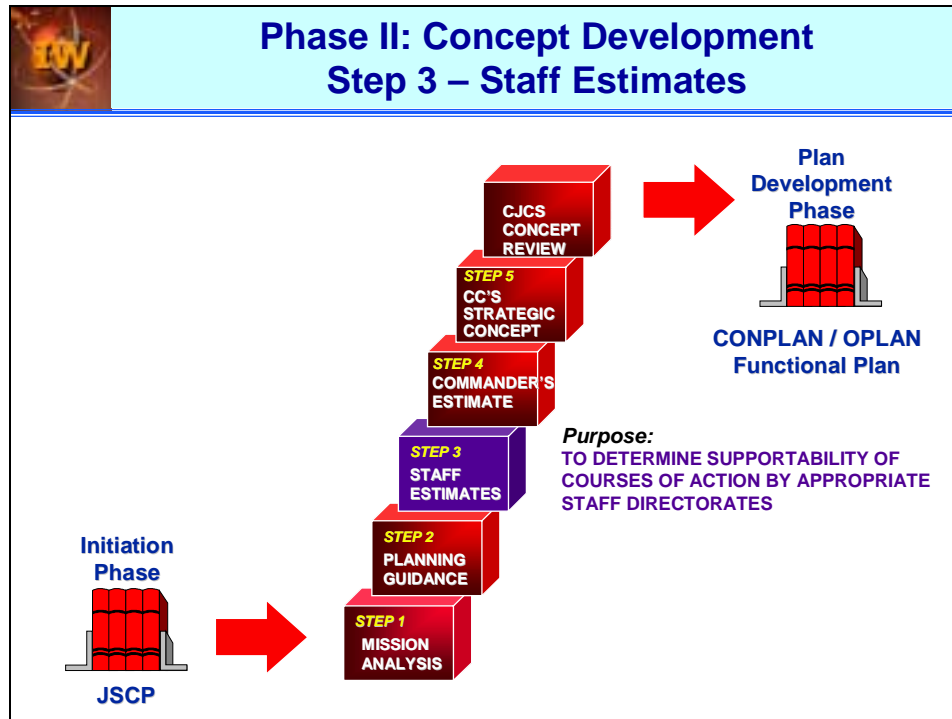 IW
Phase II: Concept Development
Step 3 – Staff Estimates
Plan
Development
Phase
CONPLAN / OPLAN
Functional Plan
CJCS
CONCEPT
REVIEW
STEP 5
CC'S
STRATEGIC
CONCEPT
STEP 4
COMMANDER'S
ESTIMATE
STEP 3
STAFF
ESTIMATES
Purpose:
TO DETERMINE SUPPORTABILITY OF
COURSES OF ACTION BY APPROPRIATE
STAFF DIRECTORATES
STEP 2
PLANNING
GUIDANCE
STEP 1
MISSION
ANALYSIS
Initiation
Phase
JSCP